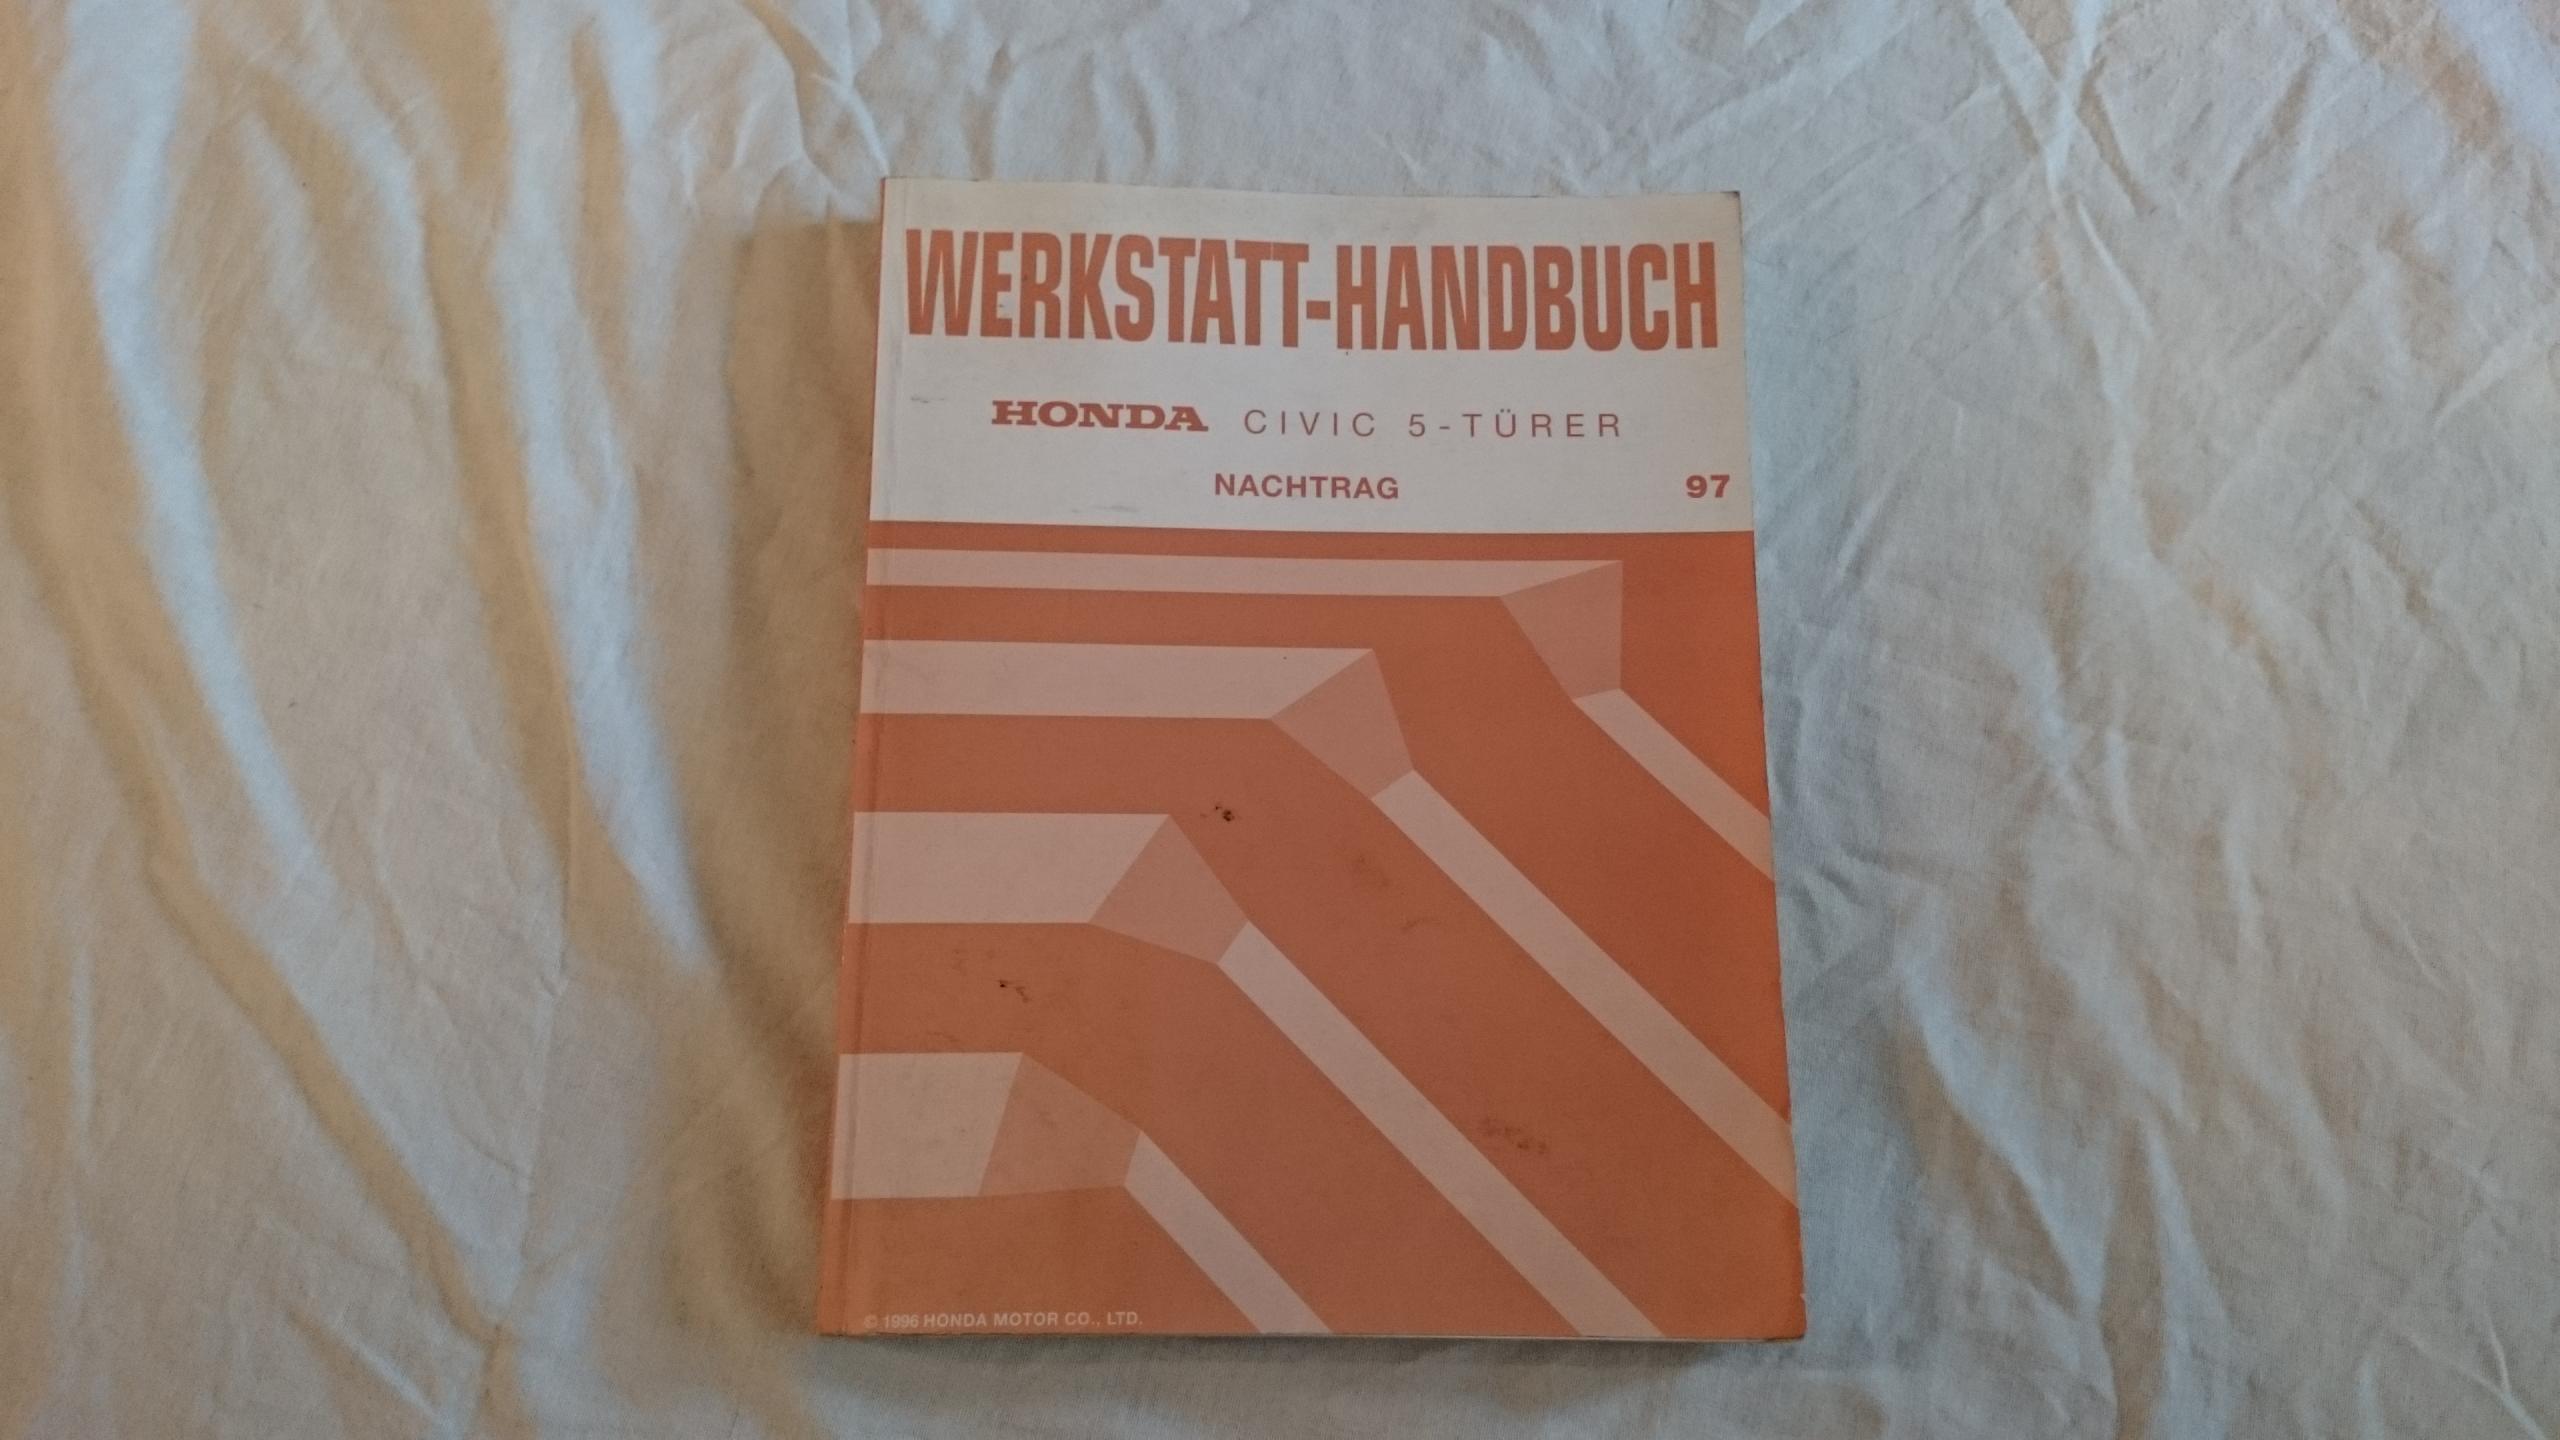 WERKSTATT-HANDBUCH
HONDA CIVIC 5-TÜRER
NACHTRAG 97
© 1996 HONDA MOTOR CO., LTD.